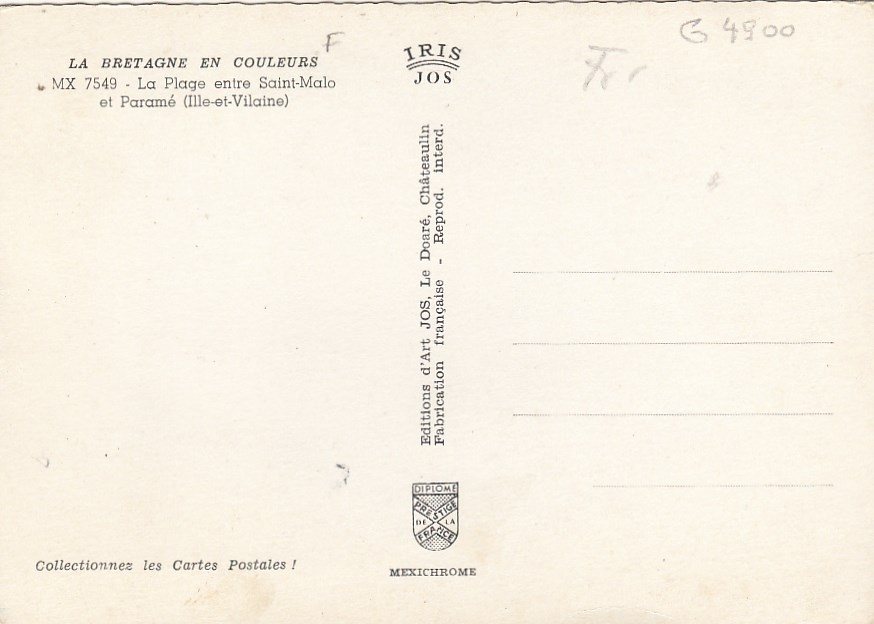 F
G 4900
Fr
LA BRETAGNE EN COULEURS
MX 7549 - La Plage entre Saint-Malo
et Paramé (Ille-et-Vilaine)
IRIS
JOS
Editions d'Art JOS, Le Doaré, Châteaulin
Fabrication française - Reprod. interd.
DIPLOME
PRESTIGE
DE LA
FRANCE
MEXICHROME
Collectionnez les Cartes Postales !